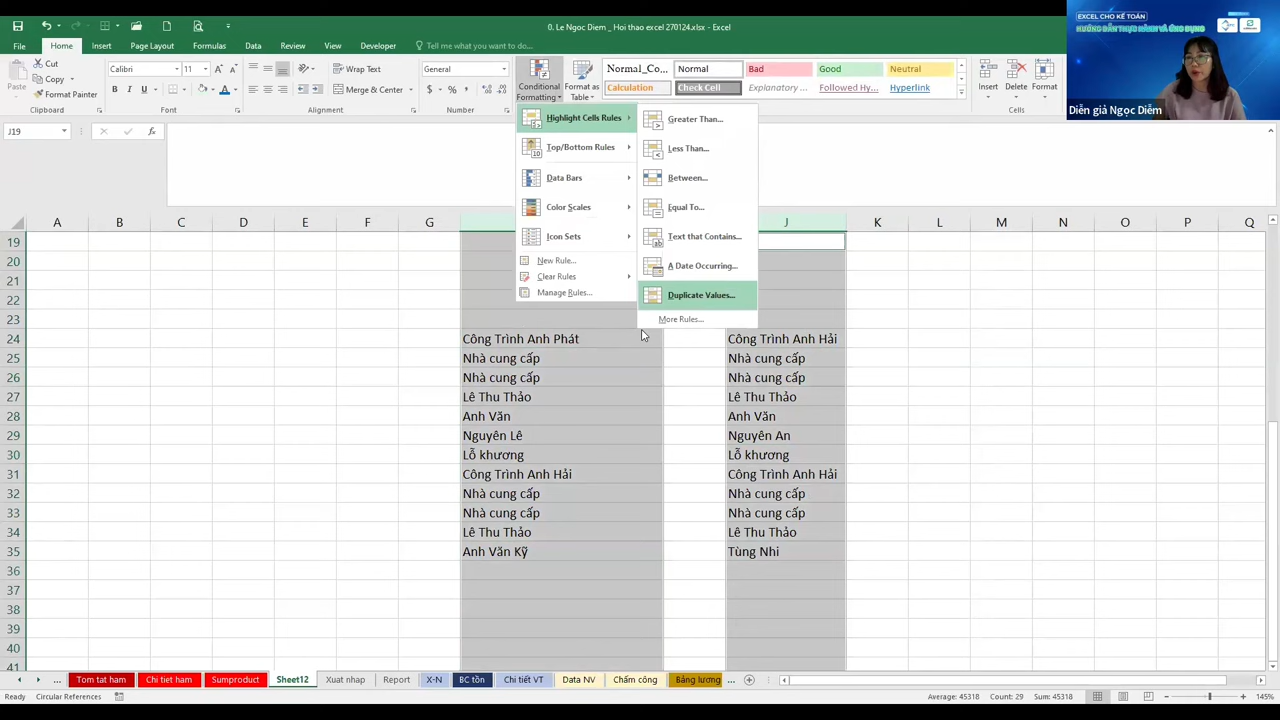 0. Le Ngoc Diem _ Hoi thao excel 270124.xlsx - Excel
EXCEL CHO KẾ TOÁN
HƯỚNG DẪN THỰC HÀNH VÀ ỨNG DỤNG
Diễn giả Ngọc Diễm
File Home Insert Page Layout Formulas Data Review View Developer Tell me what you want to do...
Paste
Cut
Copy
Format Painter
Clipboard
Calibri 11
B I U
Font
Wrap Text
Merge & Center
Alignment
General
$ % ,
Number
Conditional Formatting
Format as Table
Normal_Co... Normal Bad Good Neutral
Calculation Check Cell Explanatory ... Followed Hy... Hyperlink
Insert Delete Format
Cells
Highlight Cells Rules
Top/Bottom Rules
Data Bars
Color Scales
Icon Sets
New Rule...
Clear Rules
Manage Rules...
Greater Than...
Less Than...
Between...
Equal To...
Text that Contains...
A Date Occurring...
Duplicate Values...
More Rules...
J19 fx
A B C D E F G J K L M N O P Q
19
20
21
22
23
24 Công Trình Anh Phát Công Trình Anh Hải
25 Nhà cung cấp Nhà cung cấp
26 Nhà cung cấp Nhà cung cấp
27 Lê Thu Thảo Lê Thu Thảo
28 Anh Văn Anh Văn
29 Nguyên Lê Nguyên An
30 Lỗ khương Lỗ khương
31 Công Trình Anh Hải Công Trình Anh Hải
32 Nhà cung cấp Nhà cung cấp
33 Nhà cung cấp Nhà cung cấp
34 Lê Thu Thảo Lê Thu Thảo
35 Anh Văn Kỹ Tùng Nhi
36
37
38
39
40
41
... Tom tat ham Chi tiet ham Sumproduct Sheet12 Xuat nhap Report X-N BC tồn Chi tiết VT Data NV Chấm công Bảng lương ...
Ready Circular References Average: 45318 Count: 29 Sum: 45318 145%